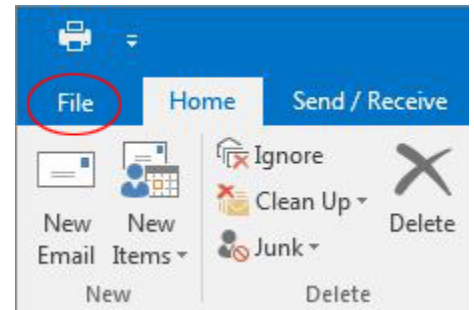 File Home Send / Receive
New Email
New Items
Ignore
Clean Up
Junk
Delete
New Delete